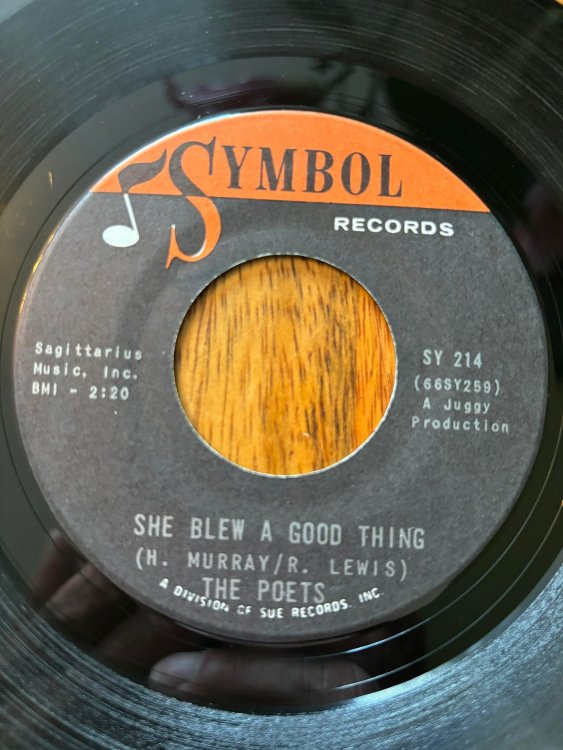 SYMBOL
RECORDS
Sagittarius
Music, Inc.
BMI - 2:20
SY 214
(66SY259)
A Juggy
Production
SHE BLEW A GOOD THING
(H. MURRAY/R. LEWIS)
THE POETS
A DIVISION OF SUE RECORDS, INC.